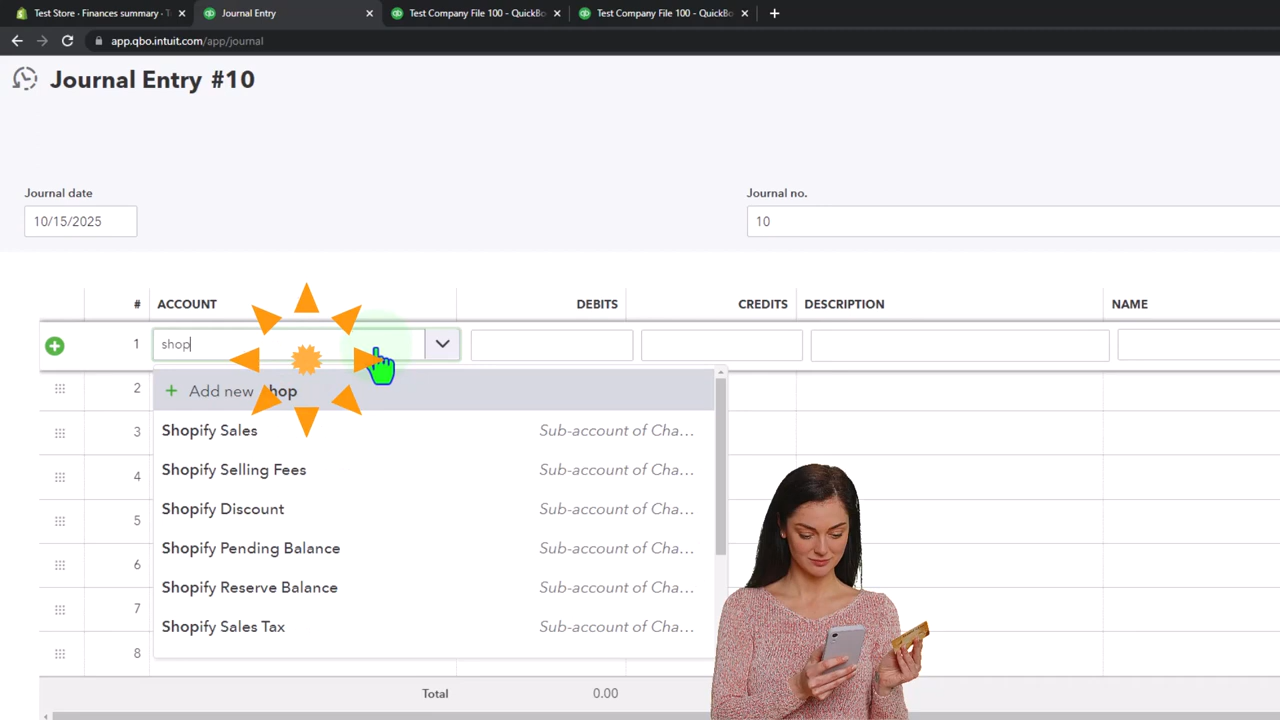 Test Store · Finances summary · T
Journal Entry
Test Company File 100 - QuickBo
Test Company File 100 - QuickBo
app.qbo.intuit.com/app/journal
Journal Entry #10
Journal date
Journal no.
10/15/2025
10
# ACCOUNT DEBITS CREDITS DESCRIPTION NAME
1 shop
2 + Add new shop
Shopify Sales Sub-account of Cha…
3
Shopify Selling Fees Sub-account of Cha…
4
Shopify Discount Sub-account of Cha…
5
Shopify Pending Balance Sub-account of Cha…
6
Shopify Reserve Balance Sub-account of Cha…
7
Shopify Sales Tax Sub-account of Cha…
8
Total 0.00